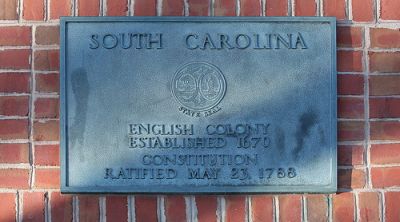 SOUTH CAROLINA
STATE SEAL
ENGLISH COLONY
ESTABLISHED 1670
CONSTITUTION
RATIFIED MAY 23, 1788